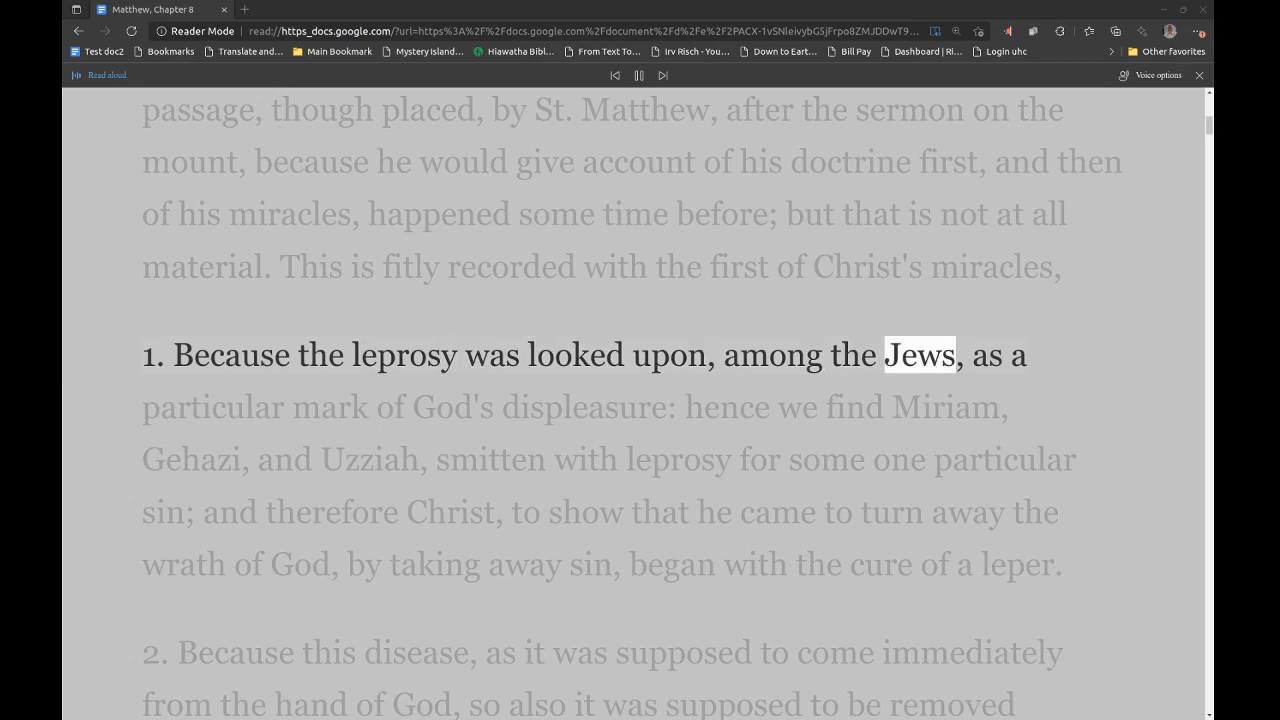 Matthew, Chapter 8
Reader Mode
read://https_docs.google.com/?url=https%3A%2F%2Fdocs.google.com%2Fdocument%2Fd%2Fe%2F2PACX-1vSNleivybG5jFrpo8ZMJDDwT9...
Test doc2 Bookmarks Translate and... Main Bookmark Mystery Island... Hiawatha Bibl... From Text To... Irv Risch - You... Down to Eart... Bill Pay Dashboard | Ri... Login uhc Other favorites
Read aloud Voice options
passage, though placed, by St. Matthew, after the sermon on the
mount, because he would give account of his doctrine first, and then
of his miracles, happened some time before; but that is not at all
material. This is fitly recorded with the first of Christ's miracles,
1. Because the leprosy was looked upon, among the Jews, as a
particular mark of God's displeasure: hence we find Miriam,
Gehazi, and Uzziah, smitten with leprosy for some one particular
sin; and therefore Christ, to show that he came to turn away the
wrath of God, by taking away sin, began with the cure of a leper.
2. Because this disease, as it was supposed to come immediately
from the hand of God, so also it was supposed to be removed